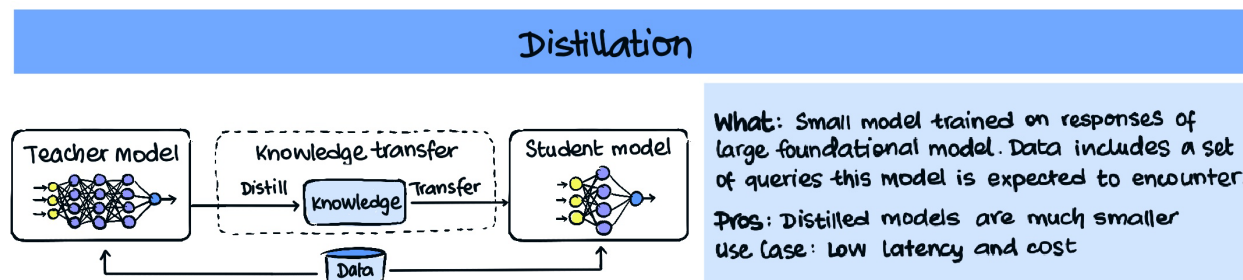 Distillation
Teacher model
Knowledge transfer
Distill
Knowledge
Transfer
Student model
Data
What: Small model trained on responses of
large foundational model. Data includes a set
of queries this model is expected to encounter
Pros: Distilled models are much smaller
Use Case: Low latency and cost